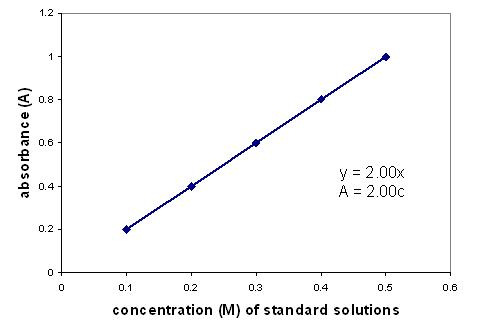 1.2
1
0.8
0.6
0.4
0.2
0
absorbance (A)
y = 2.00x
A = 2.00c
0 0.1 0.2 0.3 0.4 0.5 0.6
concentration (M) of standard solutions